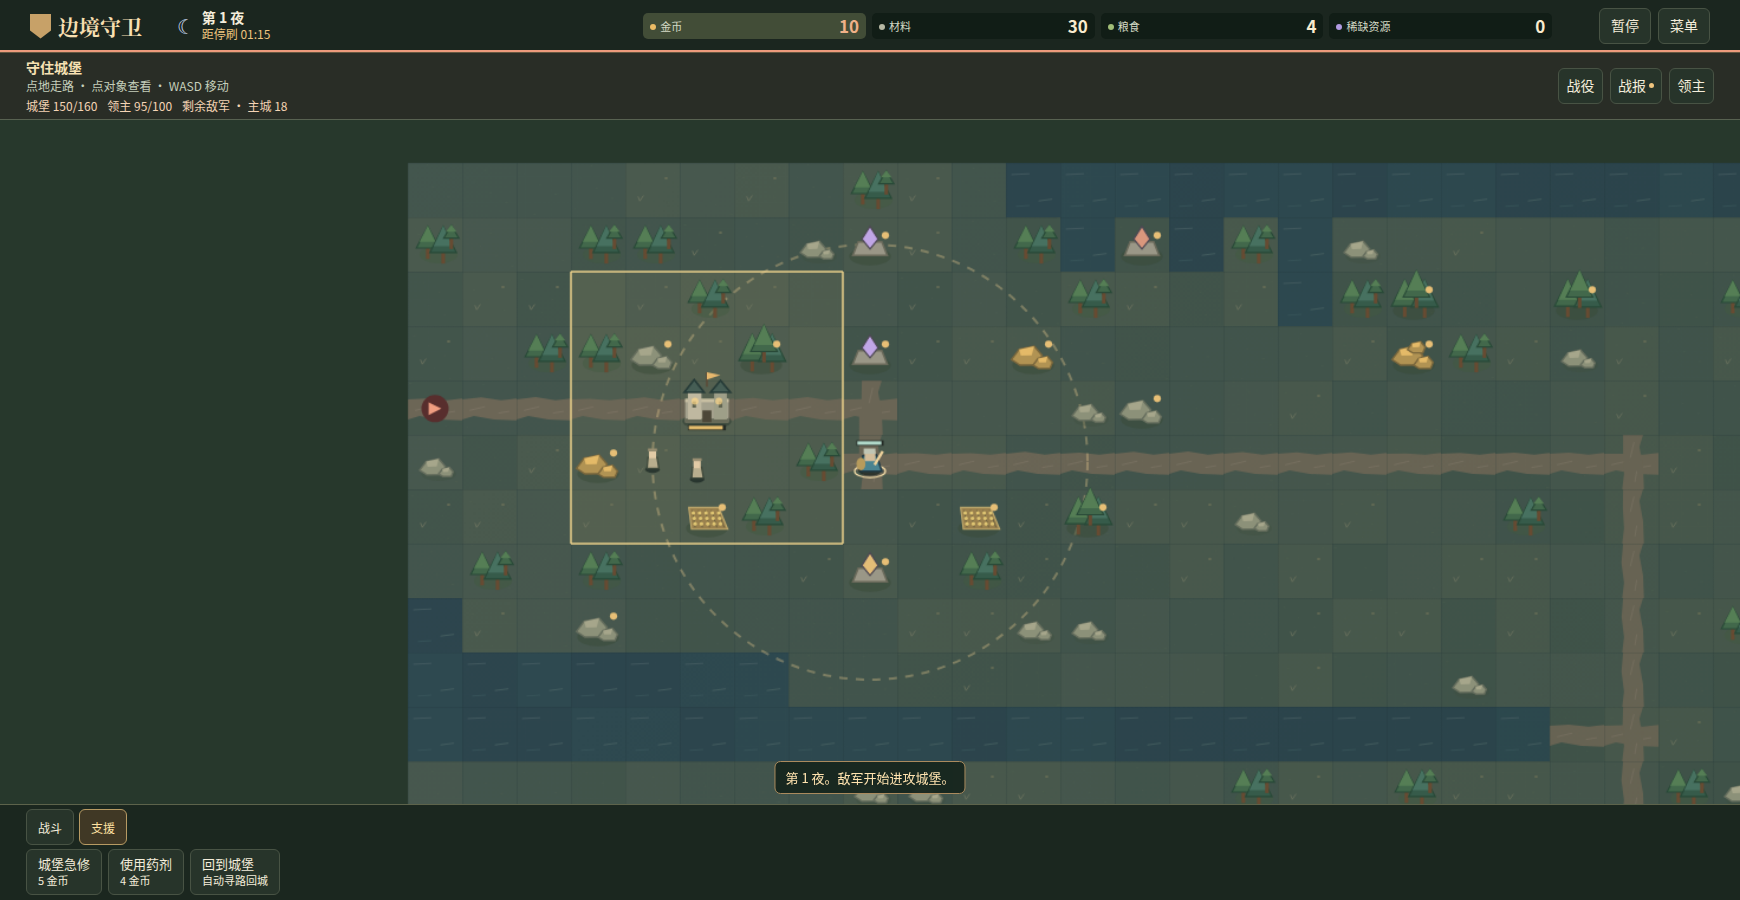 边境守卫
第 1 夜
距停刷 01:15
金币 10
材料 30
粮食 4
稀缺资源 0
暂停
菜单
守住城堡
点地走路 · 点对象查看 · WASD 移动
城堡 150/160 领主 95/100 剩余敌军 · 主城 18
战役
战报
领主
第 1 夜。敌军开始进攻城堡。
战斗
支援
城堡急修
5 金币
使用药剂
4 金币
回到城堡
自动寻路回城